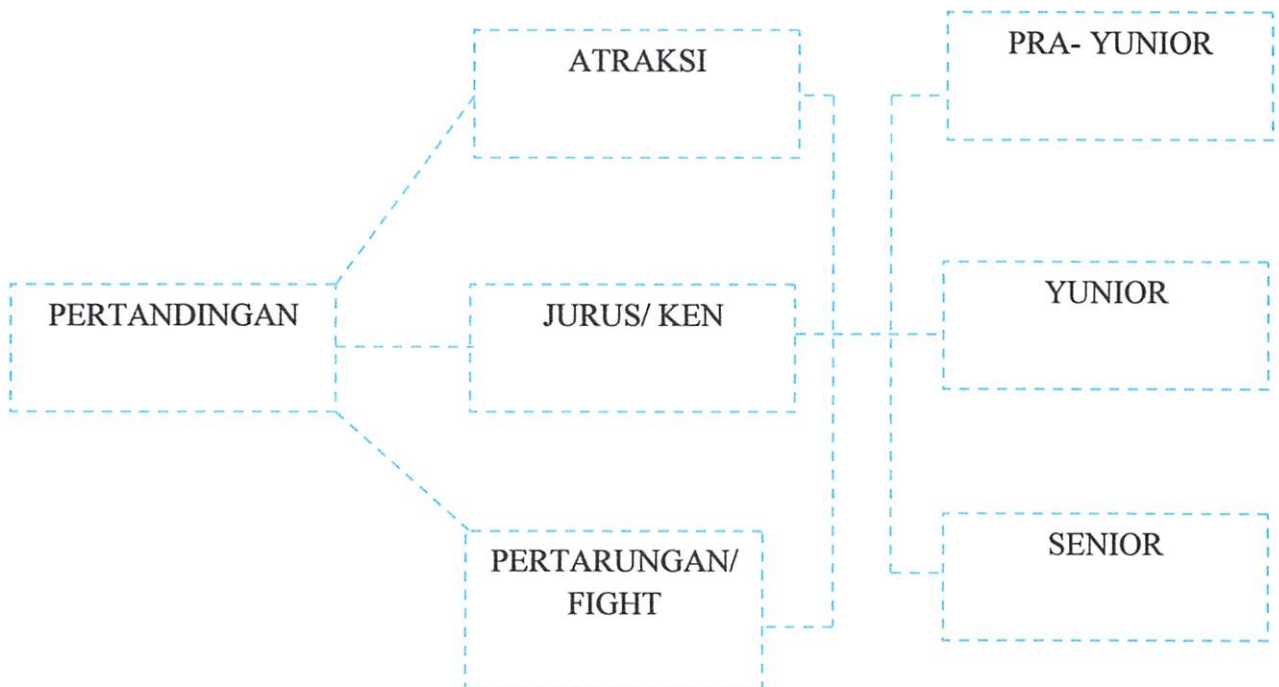 PERTANDINGAN
ATRAKSI
JURUS/ KEN
PERTARUNGAN/
FIGHT
PRA- YUNIOR
YUNIOR
SENIOR